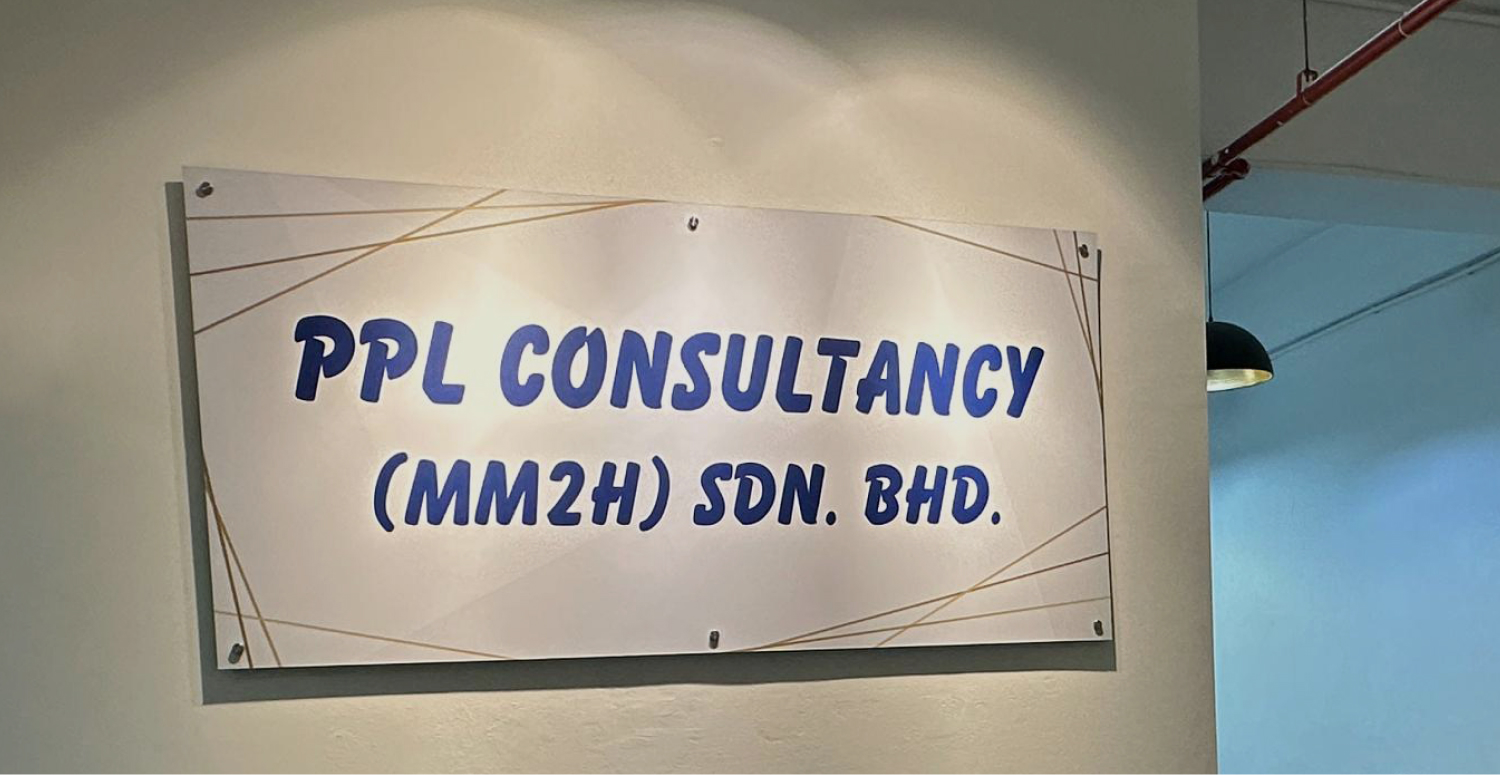 PPL CONSULTANCY
(MM2H) SDN. BHD.